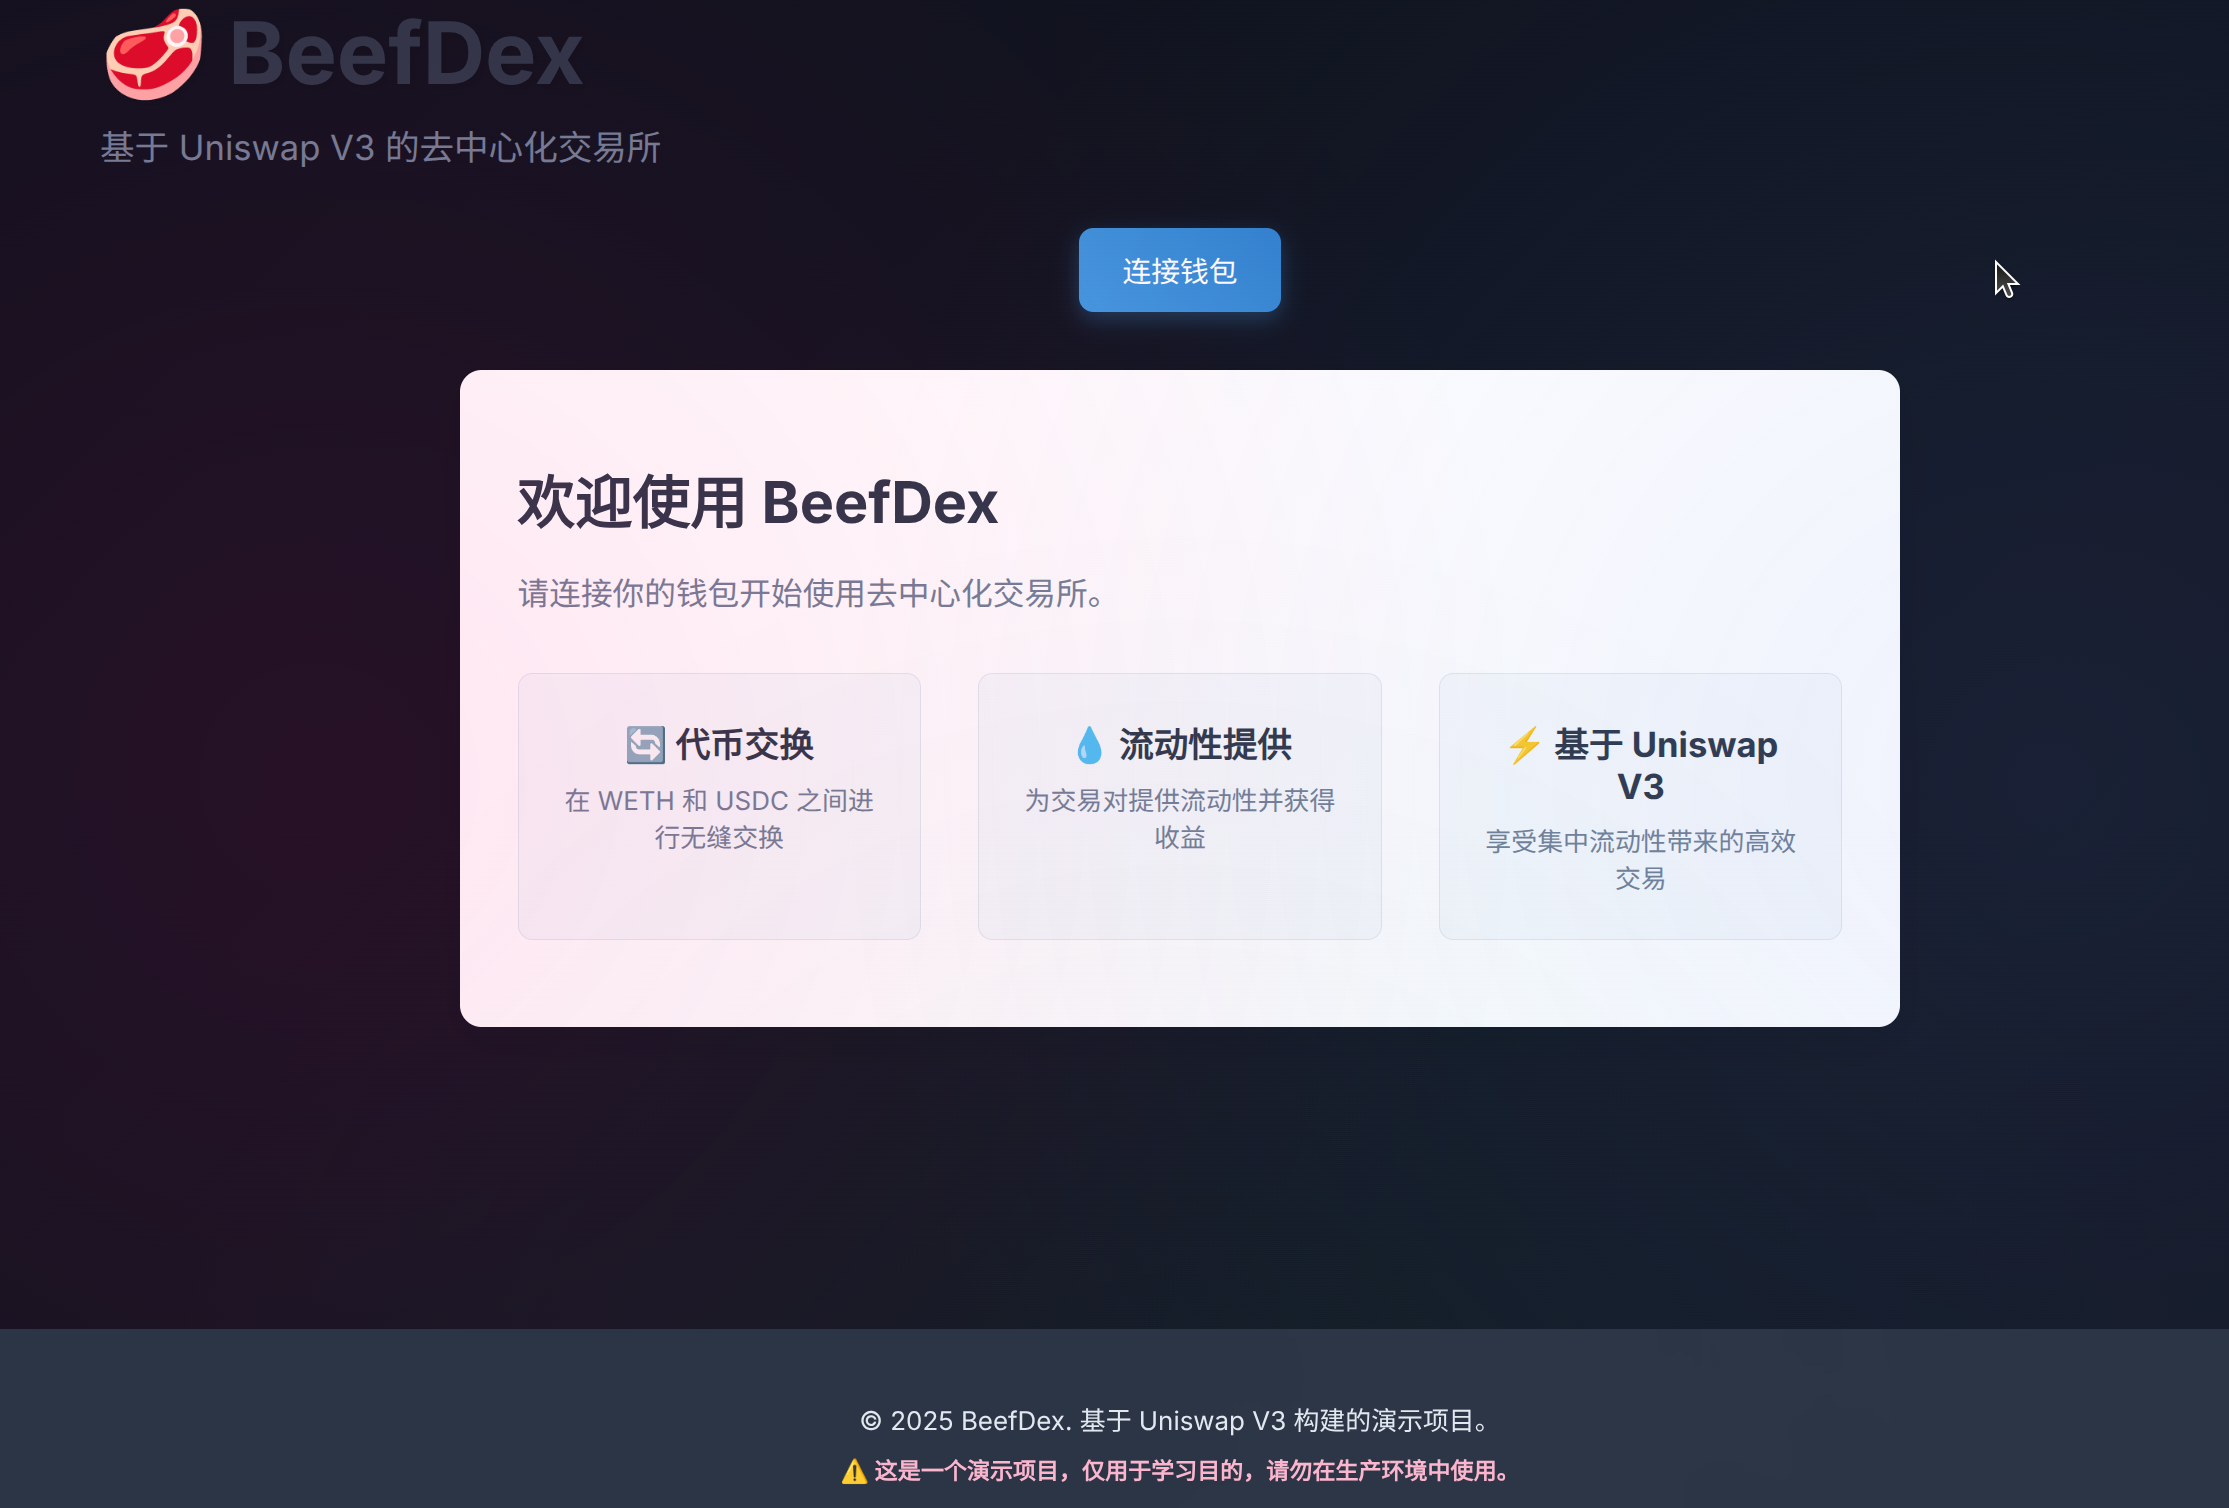 BeefDex
基于 Uniswap V3 的去中心化交易所
连接钱包
欢迎使用 BeefDex
请连接你的钱包开始使用去中心化交易所。
代币交换
在 WETH 和 USDC 之间进
行无缝交换
流动性提供
为交易对提供流动性并获得
收益
基于 Uniswap
V3
享受集中流动性带来的高效
交易
© 2025 BeefDex. 基于 Uniswap V3 构建的演示项目。
⚠️ 这是一个演示项目，仅用于学习目的，请勿在生产环境中使用。